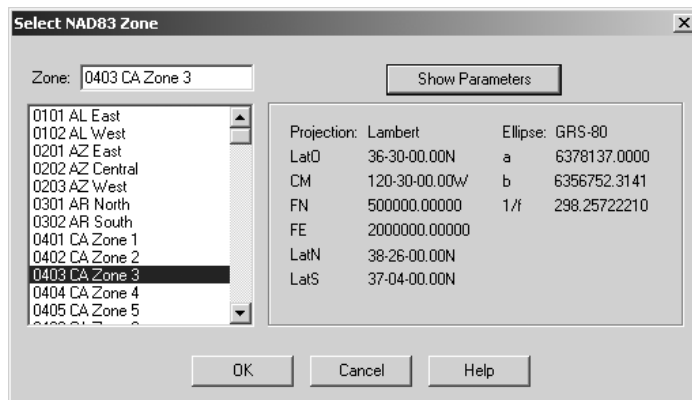 Select NAD83 Zone
Zone: 0403 CA Zone 3
Show Parameters
0101 AL East
0102 AL West
0201 AZ East
0202 AZ Central
0203 AZ West
0301 AR North
0302 AR South
0401 CA Zone 1
0402 CA Zone 2
0403 CA Zone 3
0404 CA Zone 4
0405 CA Zone 5
Projection: Lambert Ellipse: GRS-80
LatO 36-30-00.00N a 6378137.0000
CM 120-30-00.00W b 6356752.3141
FN 500000.00000 1/f 298.25722210
FE 2000000.00000
LatN 38-26-00.00N
LatS 37-04-00.00N
OK Cancel Help